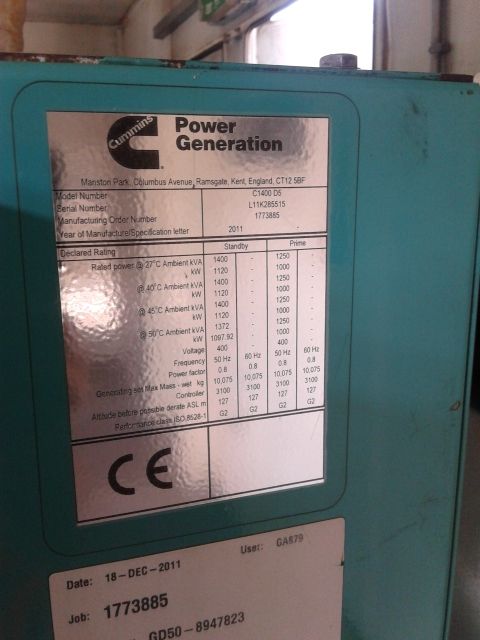 Cummins
Power
Generation
Manston Park, Columbus Avenue, Ramsgate, Kent, England, CT12 5BF
Model Number C1400 D5
Serial Number L11K285515
Manufacturing Order Number 1773885
Year of Manufacture/Specification letter 2011 -
Declared Rating Standby Prime
Rated power @ 27°C Ambient kVA 1400 - 1250 -
kW 1120 - 1000 -
@ 40°C Ambient kVA 1400 - 1250 -
kW 1120 - 1000 -
@ 45°C Ambient kVA 1400 - 1250 -
kW 1120 - 1000 -
@ 50°C Ambient kVA 1372 - 1250 -
kW 1097.92 - 1000 -
Voltage 400 - 400 -
Frequency 50 Hz 60 Hz 50 Hz 60 Hz
Power factor 0.8 0.8 0.8 0.8
Generating set Max Mass - wet kg 10,075 10,075 10,075 10,075
Controller 3100 3100 3100 3100
Altitude before possible derate ASL m 127 127 127 127
Performance class ISO 8528-1 G2 G2 G2 G2
CE
Date: 18-DEC-2011 User: GA879
Job: 1773885
GD50-8947823